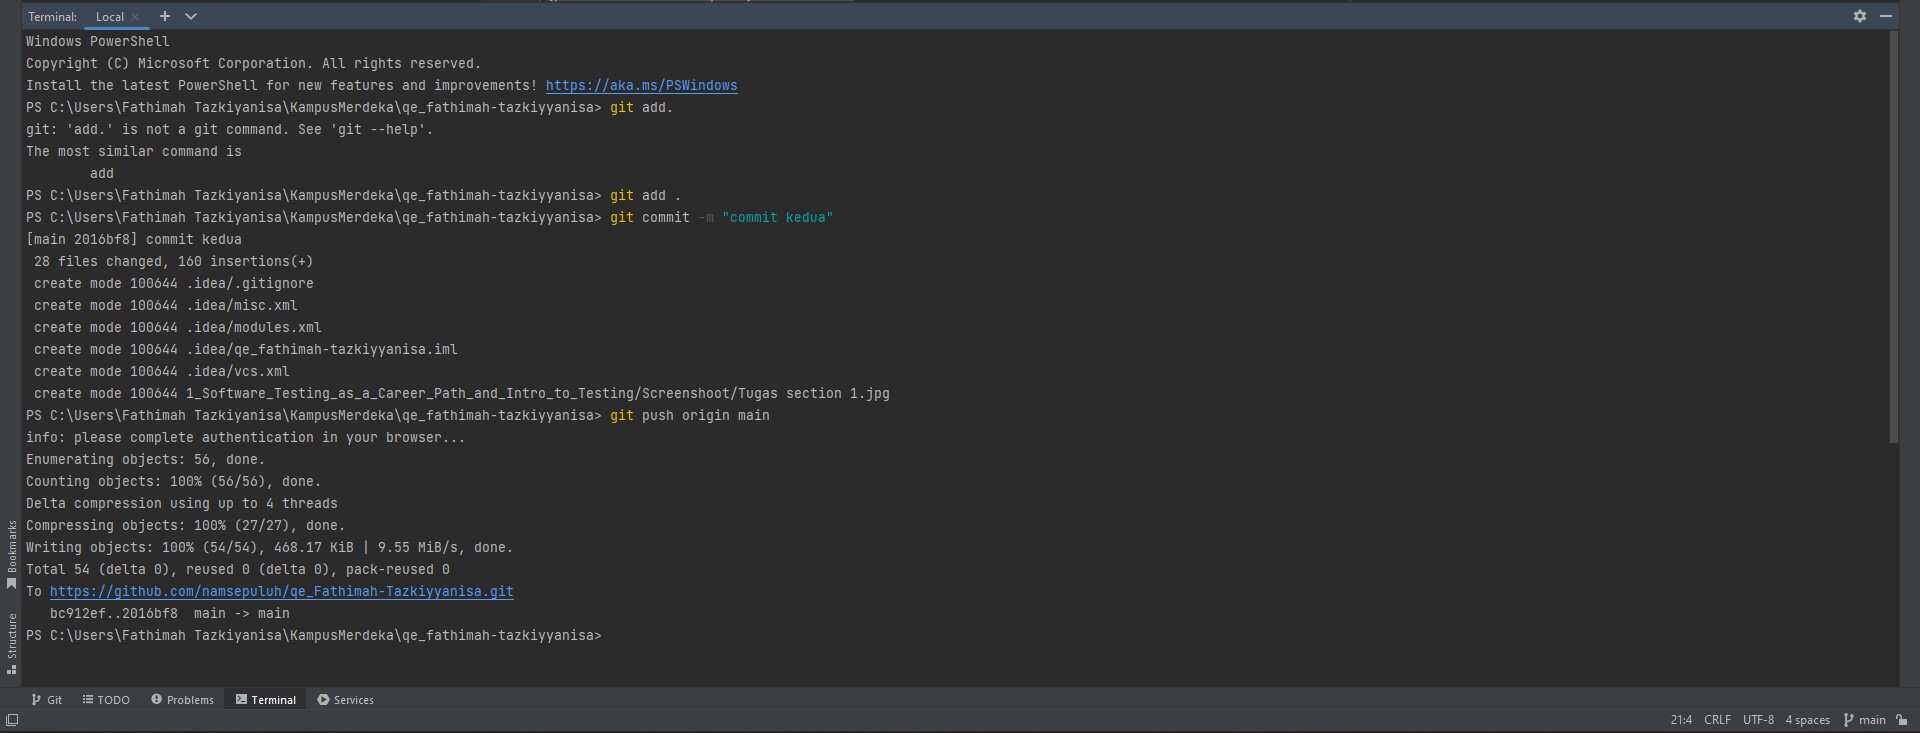 Terminal: Local
Windows PowerShell
Copyright (C) Microsoft Corporation. All rights reserved.
Install the latest PowerShell for new features and improvements! https://aka.ms/PSWindows
PS C:\Users\Fathimah Tazkiyanisa\KampusMerdeka\qe_fathimah-tazkiyyanisa> git add.
git: 'add.' is not a git command. See 'git --help'.
The most similar command is
add
PS C:\Users\Fathimah Tazkiyanisa\KampusMerdeka\qe_fathimah-tazkiyyanisa> git add .
PS C:\Users\Fathimah Tazkiyanisa\KampusMerdeka\qe_fathimah-tazkiyyanisa> git commit -m "commit kedua"
[main 2016bf8] commit kedua
28 files changed, 160 insertions(+)
create mode 100644 .idea/.gitignore
create mode 100644 .idea/misc.xml
create mode 100644 .idea/modules.xml
create mode 100644 .idea/qe_fathimah-tazkiyyanisa.iml
create mode 100644 .idea/vcs.xml
create mode 100644 1_Software_Testing_as_a_Career_Path_and_Intro_to_Testing/Screenshoot/Tugas section 1.jpg
PS C:\Users\Fathimah Tazkiyanisa\KampusMerdeka\qe_fathimah-tazkiyyanisa> git push origin main
info: please complete authentication in your browser...
Enumerating objects: 56, done.
Counting objects: 100% (56/56), done.
Delta compression using up to 4 threads
Compressing objects: 100% (27/27), done.
Writing objects: 100% (54/54), 468.17 KiB | 9.55 MiB/s, done.
Total 54 (delta 0), reused 0 (delta 0), pack-reused 0
To https://github.com/namsepuluh/qe_Fathimah-Tazkiyyanisa.git
bc912ef..2016bf8  main -> main
PS C:\Users\Fathimah Tazkiyanisa\KampusMerdeka\qe_fathimah-tazkiyyanisa>
Bookmarks
Structure
Git TODO Problems Terminal Services
21:4 CRLF UTF-8 4 spaces main